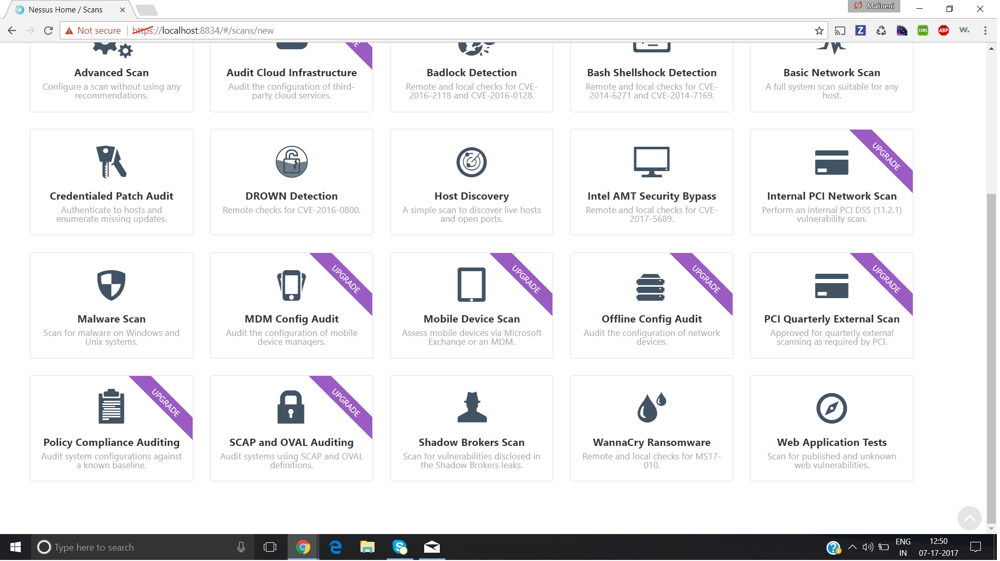 Nessus Home / Scans
Malineni
Not secure https://localhost:8834/#/scans/new
Z CORS ABP W.
Advanced Scan
Configure a scan without using any
recommendations.
Audit Cloud Infrastructure
Audit the configuration of third-
party cloud services.
Badlock Detection
Remote and local checks for CVE-
2016-2118 and CVE-2016-0128.
Bash Shellshock Detection
Remote and local checks for CVE-
2014-6271 and CVE-2014-7169.
Basic Network Scan
A full system scan suitable for any
host.
Credentialed Patch Audit
Authenticate to hosts and
enumerate missing updates.
DROWN Detection
Remote checks for CVE-2016-0800.
Host Discovery
A simple scan to discover live hosts
and open ports.
Intel AMT Security Bypass
Remote and local checks for CVE-
2017-5689.
UPGRADE
Internal PCI Network Scan
Perform an internal PCI DSS (11.2.1)
vulnerability scan.
Malware Scan
Scan for malware on Windows and
Unix systems.
UPGRADE
MDM Config Audit
Audit the configuration of mobile
device managers.
UPGRADE
Mobile Device Scan
Assess mobile devices via Microsoft
Exchange or an MDM.
UPGRADE
Offline Config Audit
Audit the configuration of network
devices.
UPGRADE
PCI Quarterly External Scan
Approved for quarterly external
scanning as required by PCI.
UPGRADE
Policy Compliance Auditing
Audit system configurations against
a known baseline.
UPGRADE
SCAP and OVAL Auditing
Audit systems using SCAP and OVAL
definitions.
Shadow Brokers Scan
Scan for vulnerabilities disclosed in
the Shadow Brokers leaks.
WannaCry Ransomware
Remote and local checks for MS17-
010.
Web Application Tests
Scan for published and unknown
web vulnerabilities.
Type here to search
ENG
IN
12:50
07-17-2017